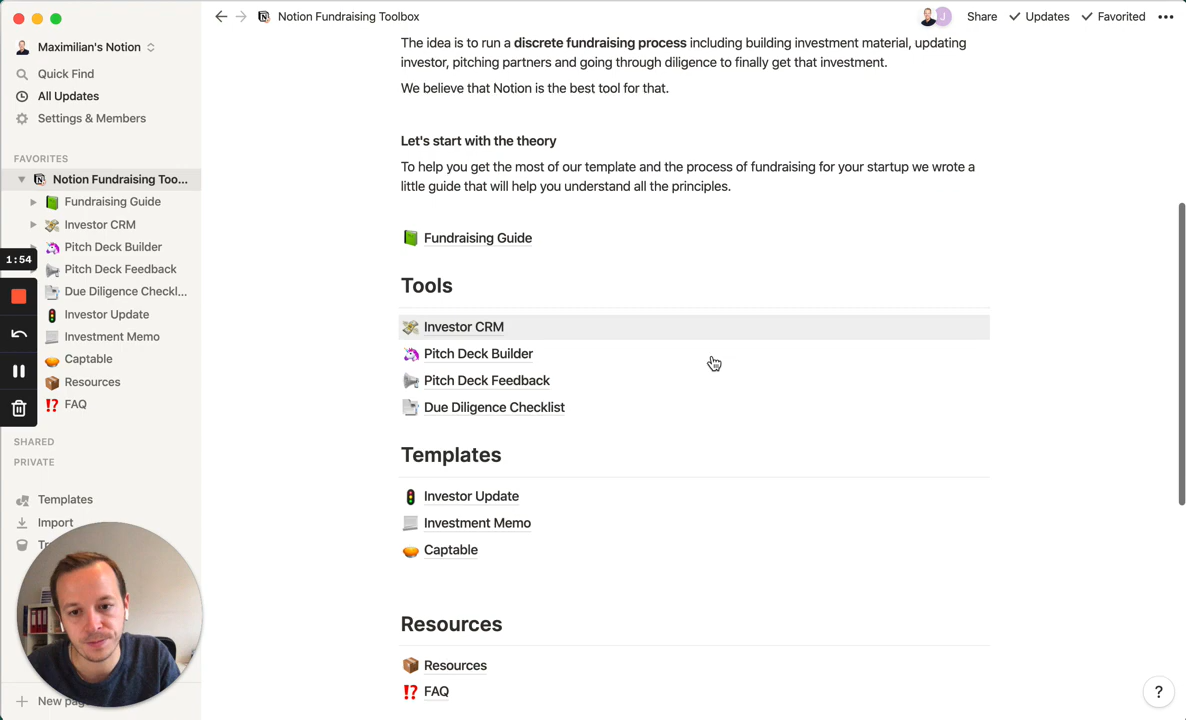 Notion Fundraising Toolbox
J
Share
Updates
Favorited
Maximilian's Notion
Quick Find
All Updates
Settings & Members
FAVORITES
Notion Fundraising Too...
Fundraising Guide
Investor CRM
Pitch Deck Builder
Pitch Deck Feedback
Due Diligence Checkl...
Investor Update
Investment Memo
Captable
Resources
FAQ
1:54
SHARED
PRIVATE
Templates
Import
The idea is to run a discrete fundraising process including building investment material, updating
investor, pitching partners and going through diligence to finally get that investment.
We believe that Notion is the best tool for that.
Let's start with the theory
To help you get the most of our template and the process of fundraising for your startup we wrote a
little guide that will help you understand all the principles.
Fundraising Guide
Tools
Investor CRM
Pitch Deck Builder
Pitch Deck Feedback
Due Diligence Checklist
Templates
Investor Update
Investment Memo
Captable
Resources
Resources
FAQ
New
?